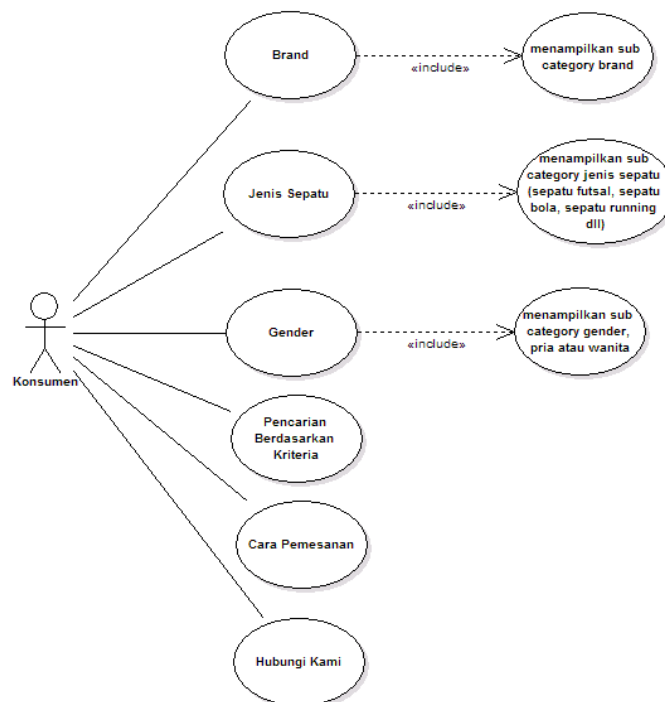 Brand
«include»
menampilkan sub
category brand
Jenis Sepatu
«include»
menampilkan sub
category jenis sepatu
(sepatu futsal, sepatu
bola, sepatu running
dll)
Gender
«include»
menampilkan sub
category gender,
pria atau wanita
Konsumen
Pencarian
Berdasarkan
Kriteria
Cara Pemesanan
Hubungi Kami